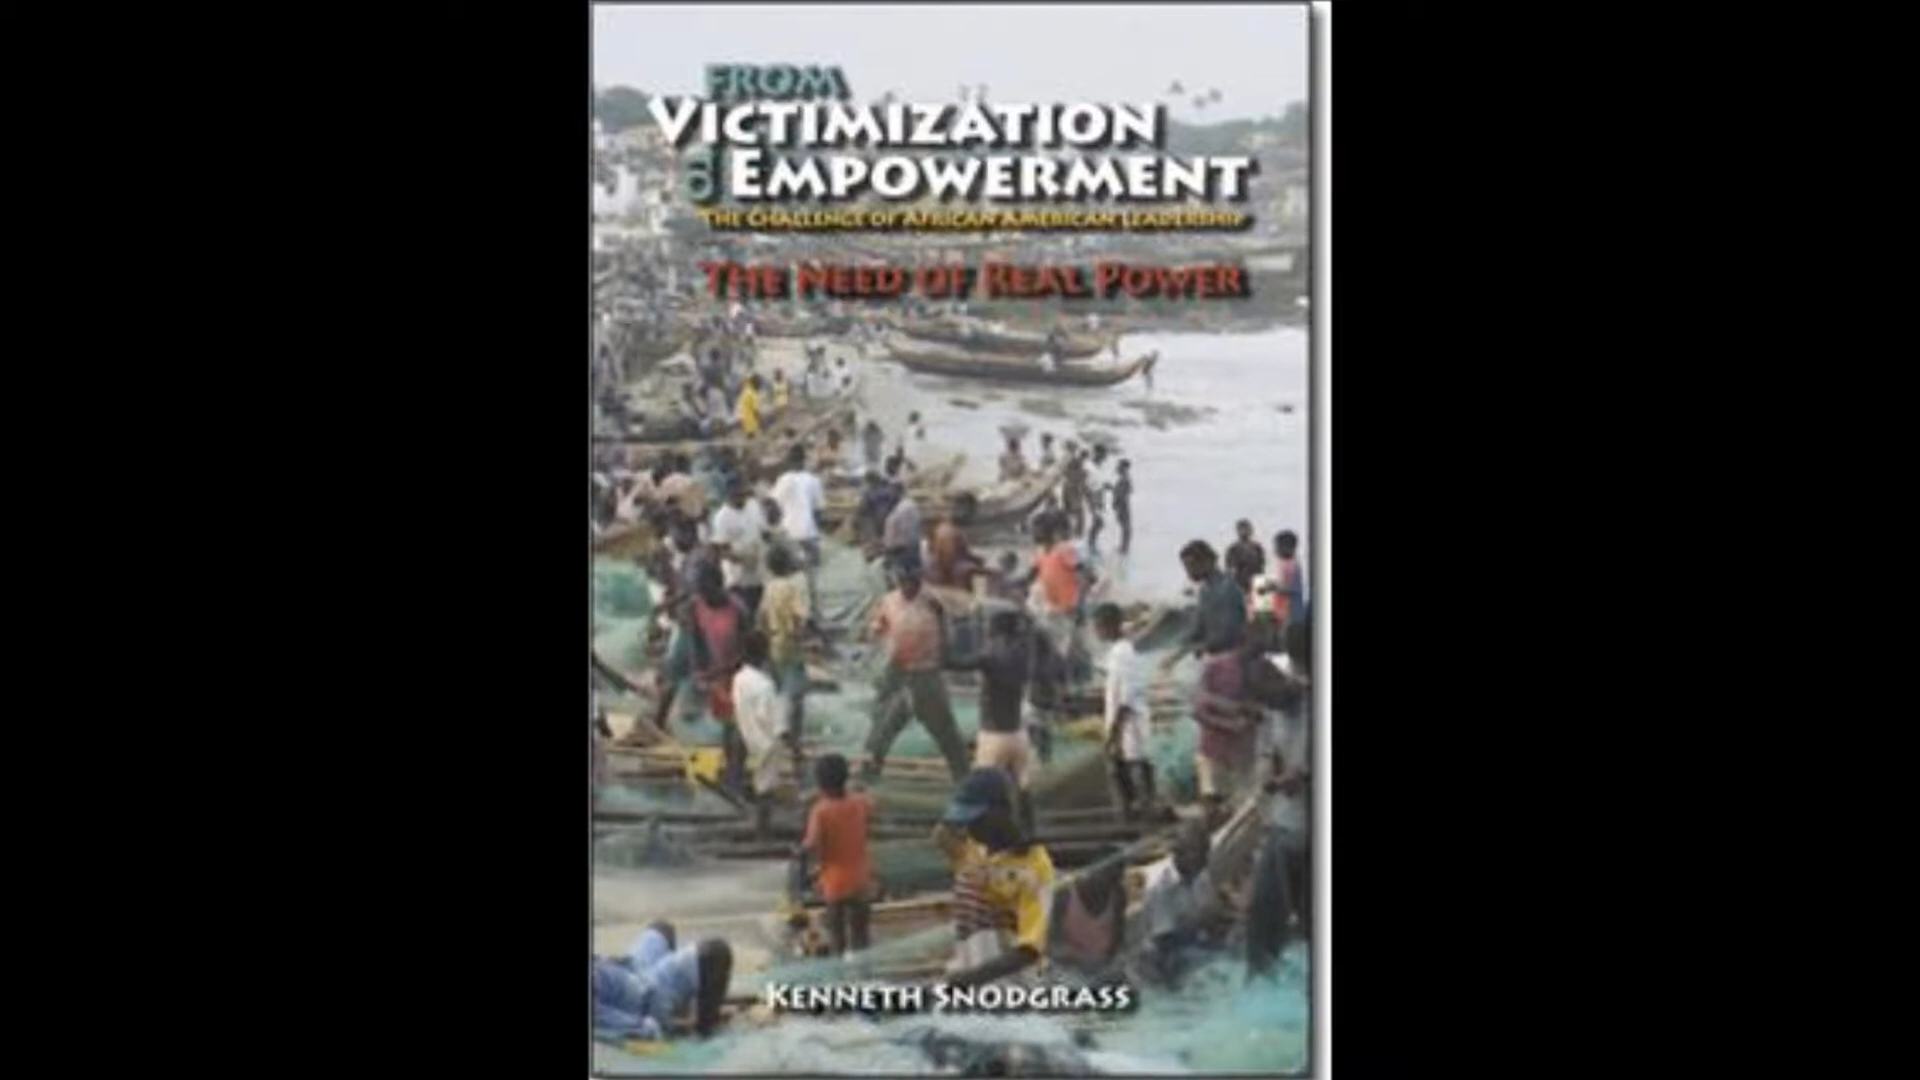 FROM
VICTIMIZATION
to EMPOWERMENT
THE CHALLENGE OF AFRICAN AMERICAN LEADERSHIP
THE NEED OF REAL POWER
KENNETH SNODGRASS